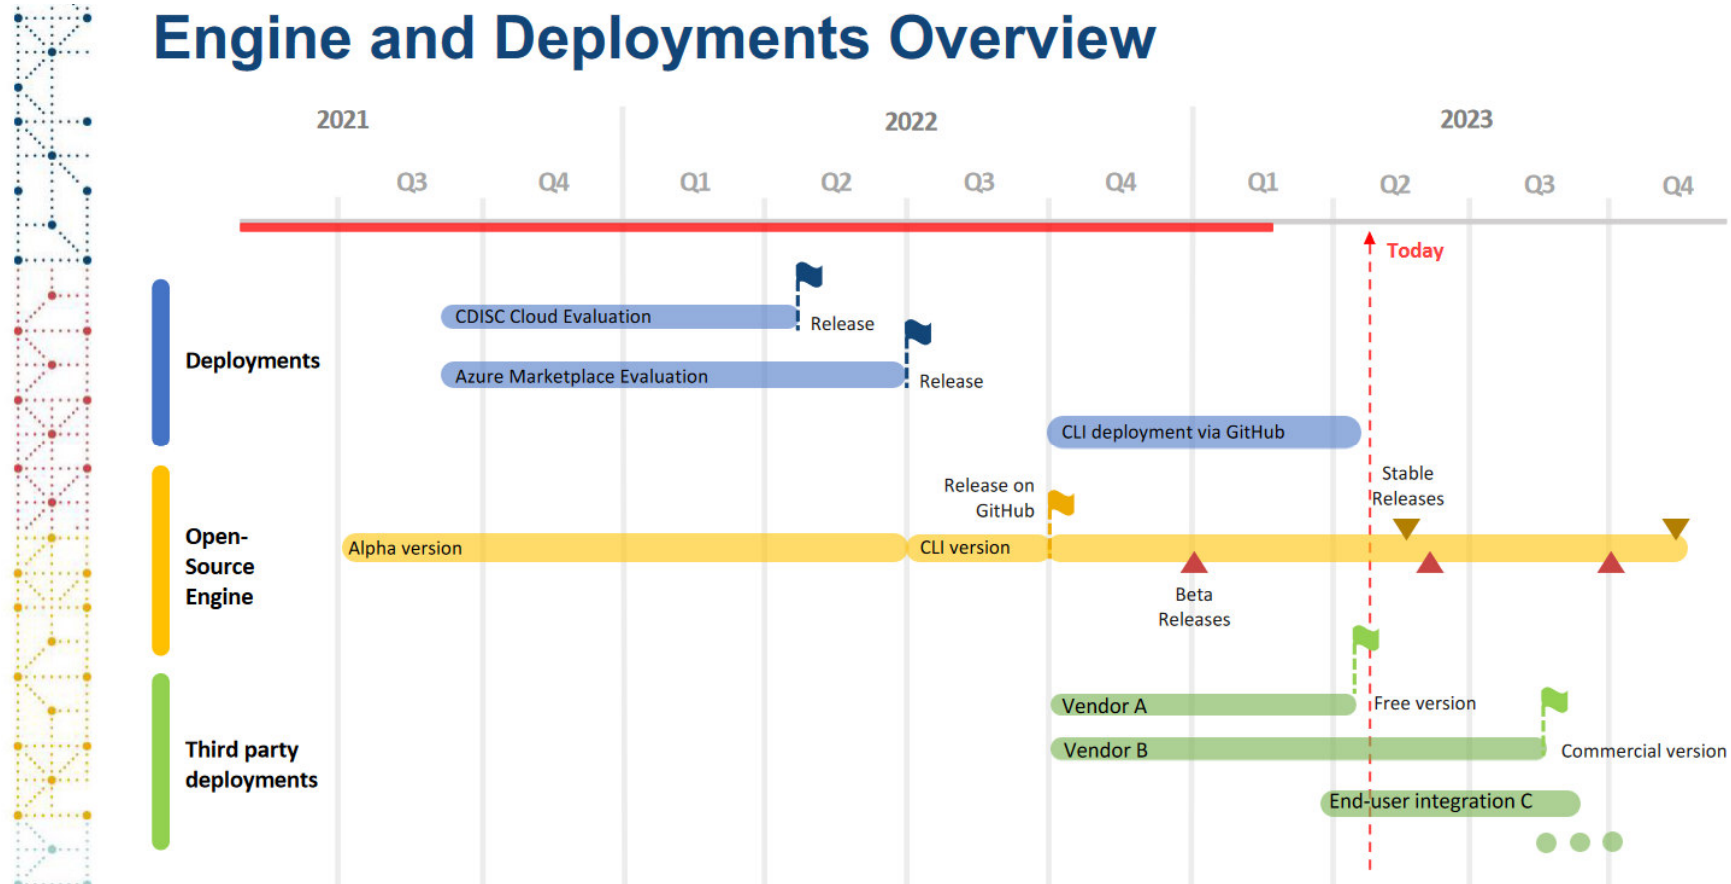 Engine and Deployments Overview
2021
2022
2023
Q3
Q4
Q1
Q2
Q3
Q4
Q1
Q2
Q3
Q4
Today
Deployments
CDISC Cloud Evaluation
Release
Azure Marketplace Evaluation
Release
CLI deployment via GitHub
Open-
Source
Engine
Release on
GitHub
Stable
Releases
Alpha version
CLI version
Beta
Releases
Third party
deployments
Vendor A
Free version
Vendor B
Commercial version
End-user integration C